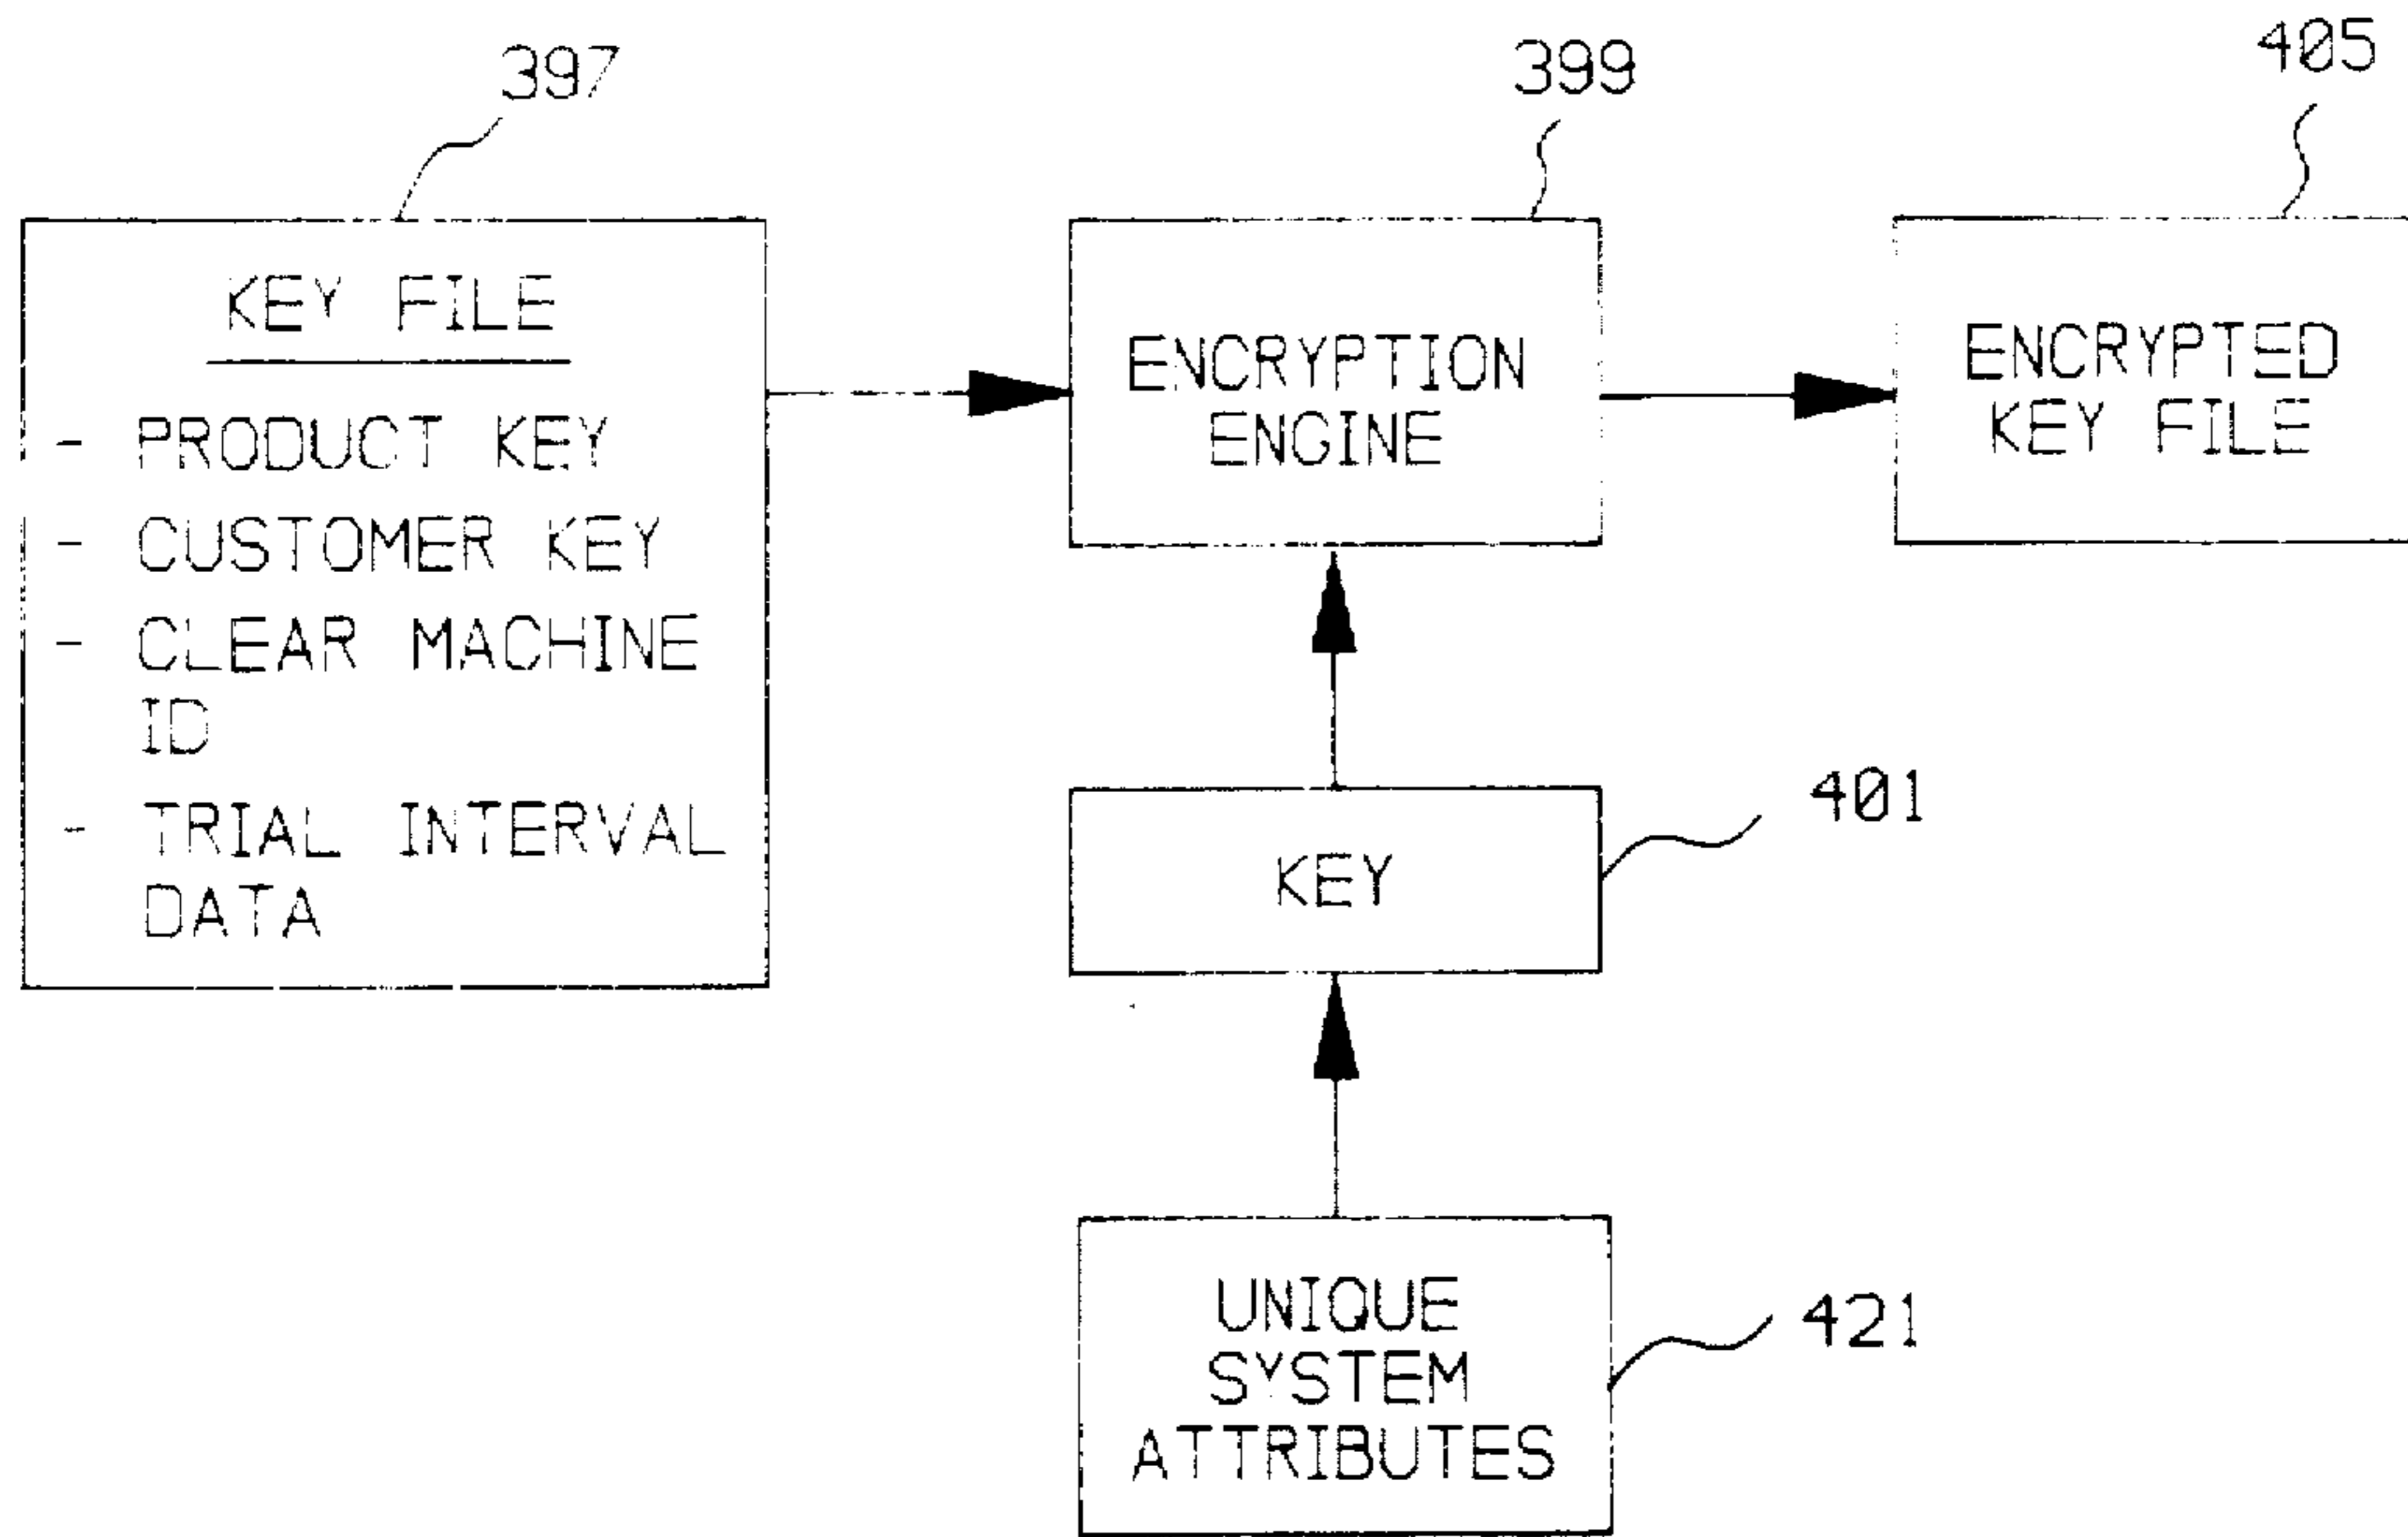 397
399
405
KEY FILE
- PRODUCT KEY
- CUSTOMER KEY
- CLEAR MACHINE
ID
- TRIAL INTERVAL
DATA
ENCRYPTION
ENGINE
ENCRYPTED
KEY FILE
KEY
401
UNIQUE
SYSTEM
ATTRIBUTES
421